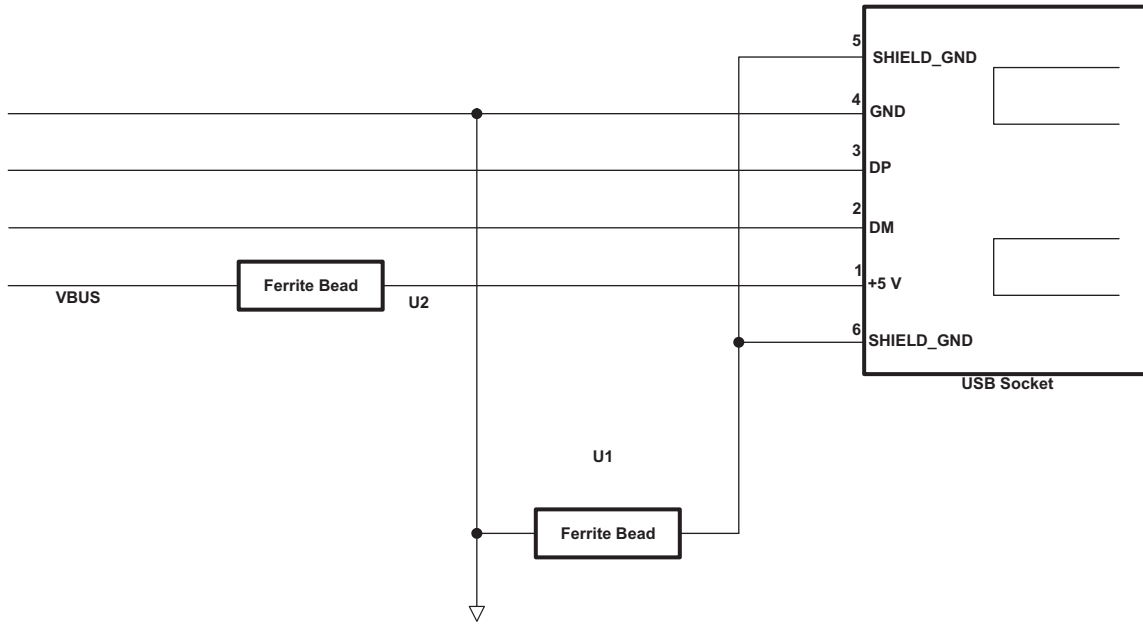 5
SHIELD_GND
4
GND
3
DP
2
DM
1
+5 V
Ferrite Bead
VBUS
U2
6
SHIELD_GND
USB Socket
U1
Ferrite Bead